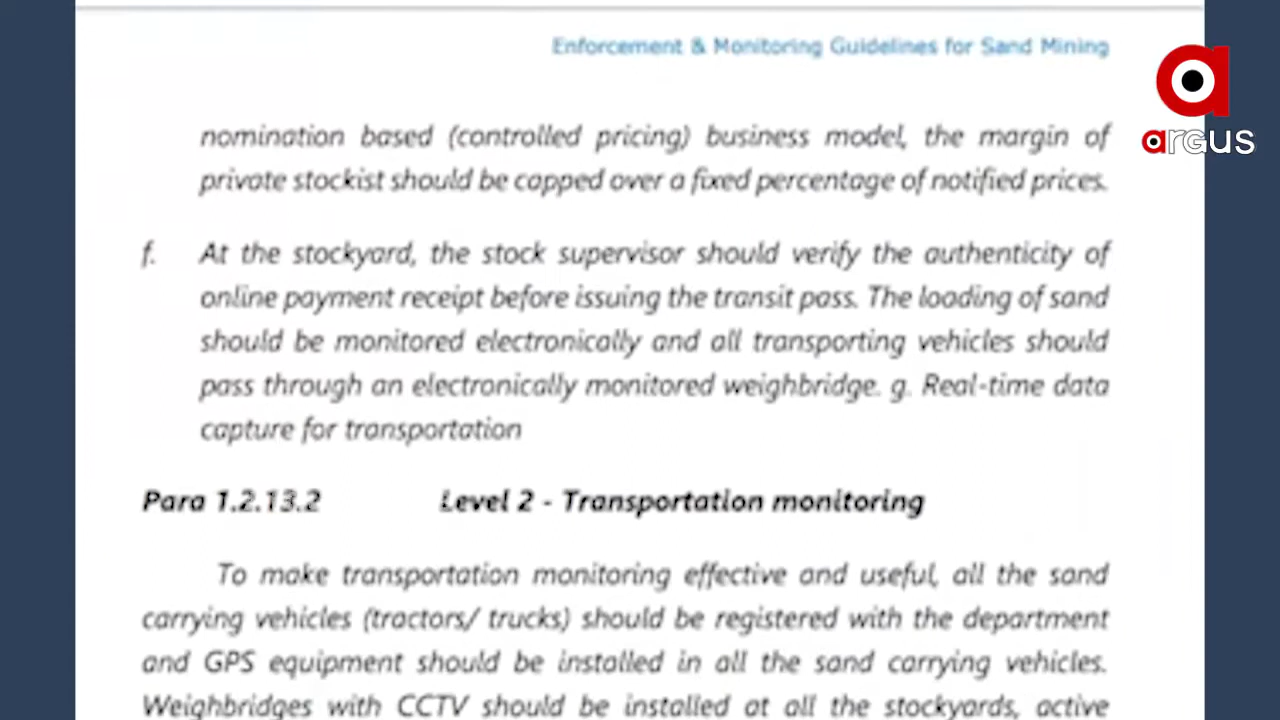 Enforcement & Monitoring Guidelines for Sand Mining
argus
nomination based (controlled pricing) business model, the margin of
private stockist should be capped over a fixed percentage of notified prices.
f. At the stockyard, the stock supervisor should verify the authenticity of
online payment receipt before issuing the transit pass. The loading of sand
should be monitored electronically and all transporting vehicles should
pass through an electronically monitored weighbridge. g. Real-time data
capture for transportation
Para 1.2.13.2 Level 2 - Transportation monitoring
To make transportation monitoring effective and useful, all the sand
carrying vehicles (tractors/ trucks) should be registered with the department
and GPS equipment should be installed in all the sand carrying vehicles.
Weighbridges with CCTV should be installed at all the stockyards, active